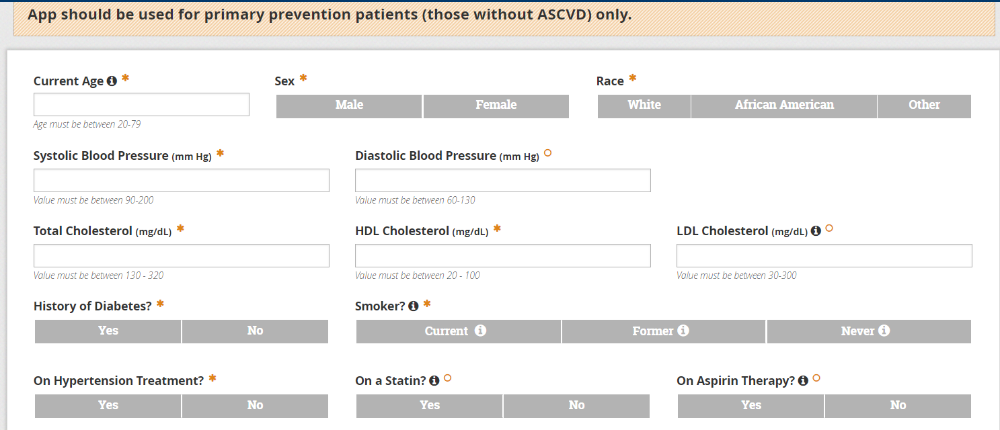 App should be used for primary prevention patients (those without ASCVD) only.
Current Age *
Sex *
Race *
Male Female
White African American Other
Age must be between 20-79
Systolic Blood Pressure (mm Hg) *
Diastolic Blood Pressure (mm Hg)
Value must be between 90-200
Value must be between 60-130
Total Cholesterol (mg/dL) *
HDL Cholesterol (mg/dL) *
LDL Cholesterol (mg/dL)
Value must be between 130 - 320
Value must be between 20 - 100
Value must be between 30-300
History of Diabetes? *
Smoker? *
Yes No
Current Former Never
On Hypertension Treatment? *
On a Statin?
On Aspirin Therapy?
Yes No
Yes No
Yes No